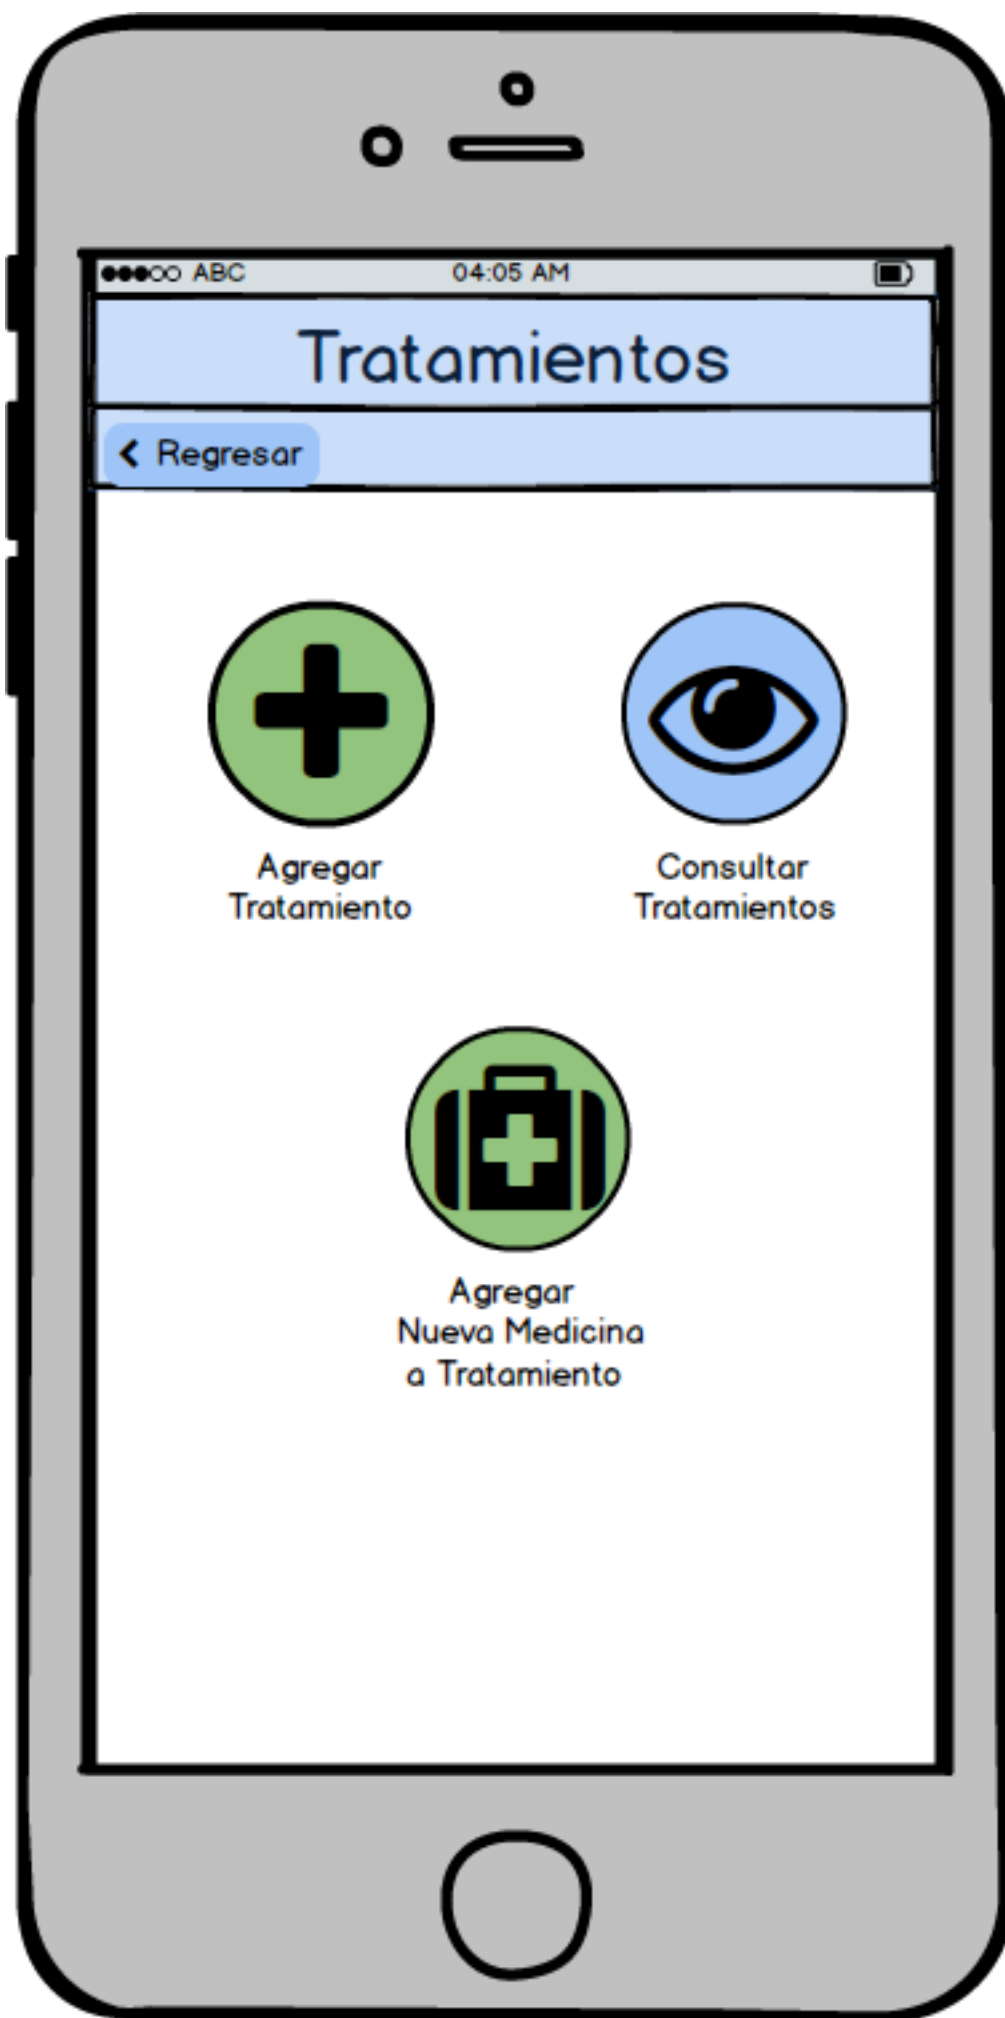 ABC 04:05 AM
Tratamientos
Regresar
Agregar
Tratamiento
Consultar
Tratamientos
Agregar
Nueva Medicina
a Tratamiento